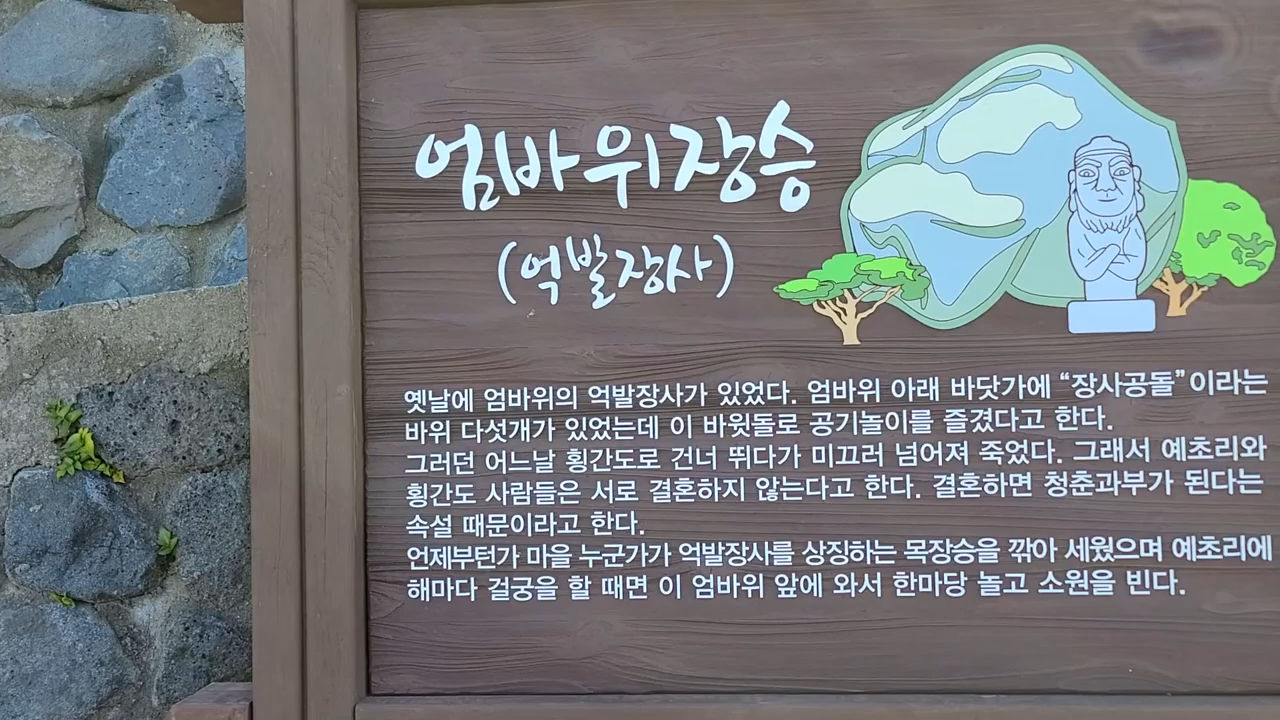 엄바위장승
(억발장사)
옛날에 엄바위의 억발장사가 있었다. 엄바위 아래 바닷가에 “장사공돌”이라는
바위 다섯개가 있었는데 이 바윗돌로 공기놀이를 즐겼다고 한다.
그러던 어느날 횡간도로 건너 뛰다가 미끄러 넘어져 죽었다. 그래서 예초리와
횡간도 사람들은 서로 결혼하지 않는다고 한다. 결혼하면 청춘과부가 된다는
속설 때문이라고 한다.
언제부턴가 마을 누군가가 억발장사를 상징하는 목장승을 깎아 세웠으며 예초리에
해마다 걸궁을 할 때면 이 엄바위 앞에 와서 한마당 놀고 소원을 빈다.